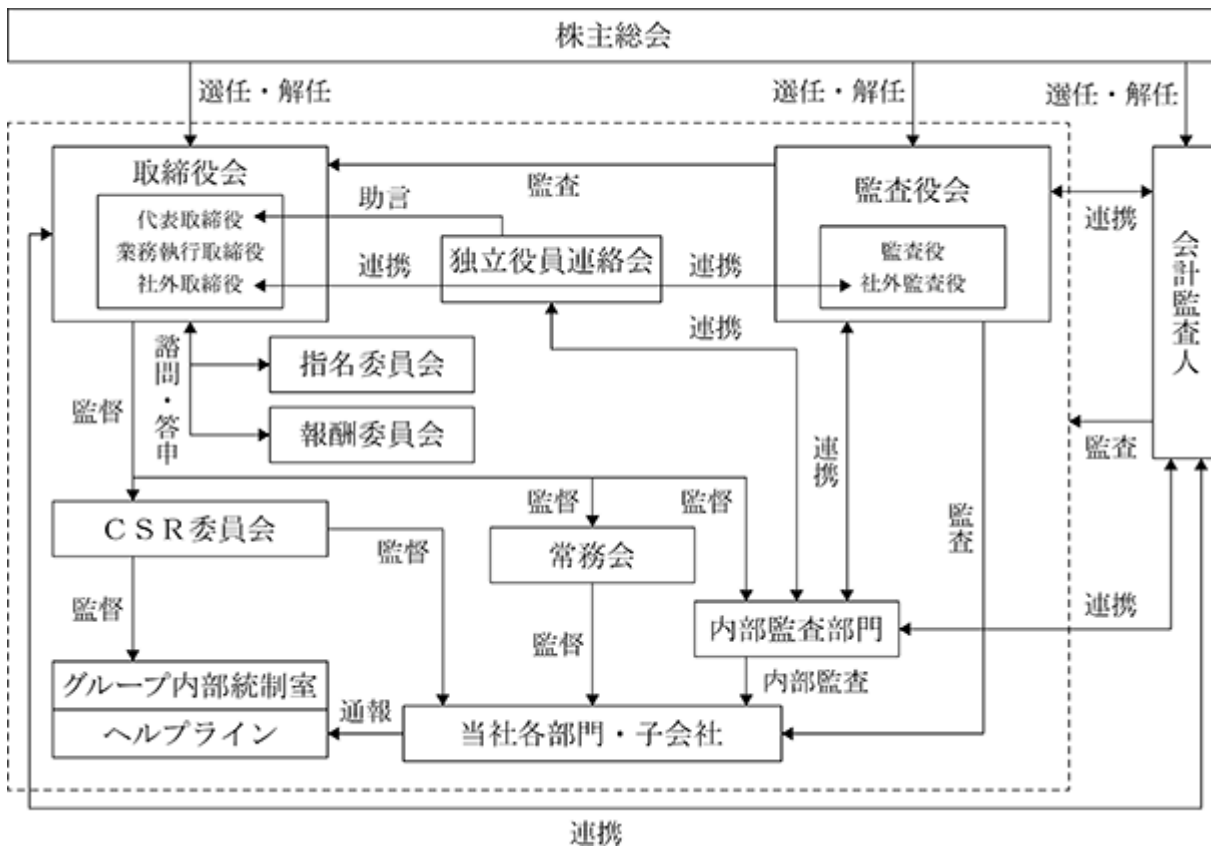 株主総会
選任・解任
選任・解任
選任・解任
取締役会
代表取締役
業務執行取締役
社外取締役
監査
助言
独立役員連絡会
連携
連携
監査役会
監査役
社外監査役
連携
会計監査人
連携
諮問・答申
指名委員会
報酬委員会
監督
連携
監査
監査
監督
監督
CSR委員会
監督
常務会
監督
監督
内部監査部門
連携
内部監査
グループ内部統制室
ヘルプライン
通報
当社各部門・子会社
連携